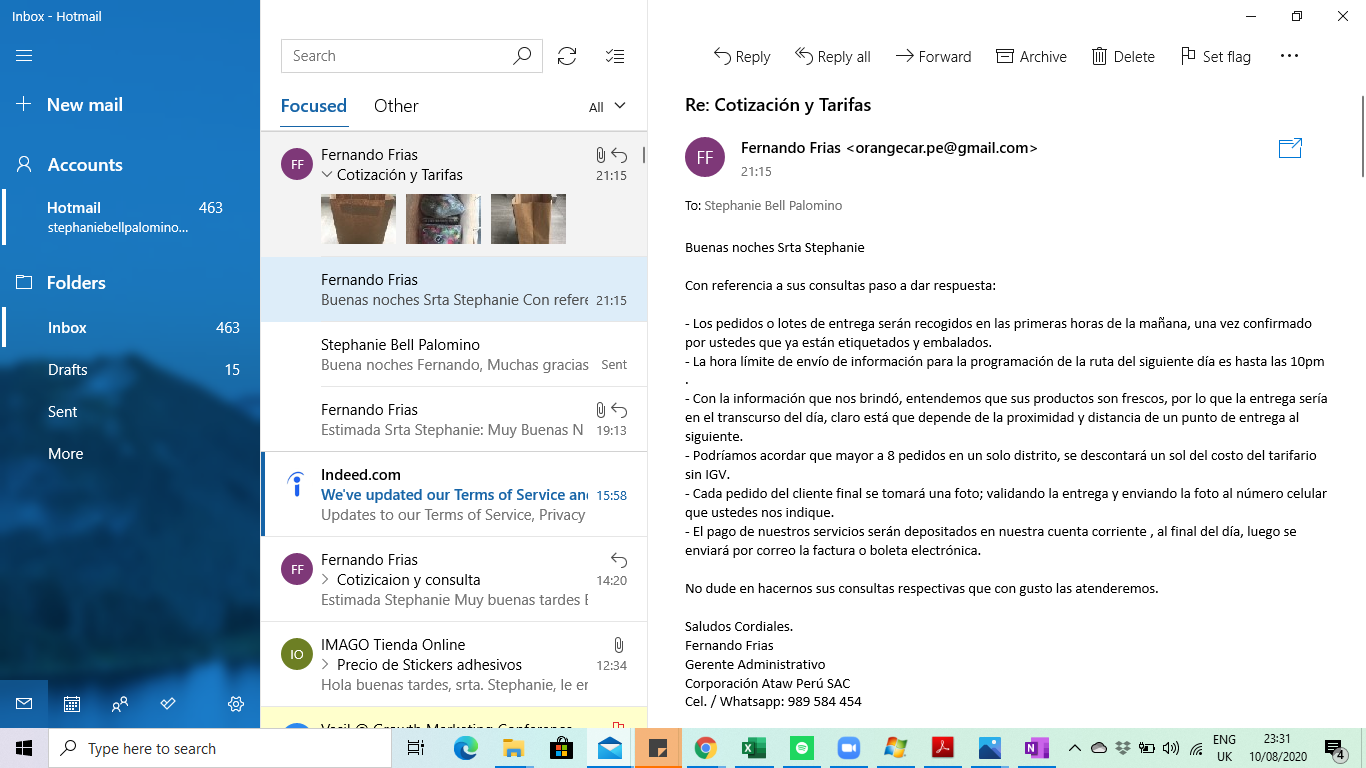 Inbox - Hotmail
New mail
Accounts
Hotmail 463
stephaniebellpalomino...
Folders
Inbox 463
Drafts 15
Sent
More
Search
Focused Other All
FF Fernando Frias
Cotización y Tarifas 21:15
Fernando Frias
Buenas noches Srta Stephanie Con refere 21:15
Stephanie Bell Palomino
Buena noches Fernando, Muchas gracias Sent
Fernando Frias
Estimada Srta Stephanie: Muy Buenas N 19:13
Indeed.com
We've updated our Terms of Service and 15:58
Updates to our Terms of Service, Privacy
FF Fernando Frias
Cotizicaion y consulta 14:20
Estimada Stephanie Muy buenas tardes E
IO IMAGO Tienda Online
Precio de Stickers adhesivos 12:34
Hola buenas tardes, srta. Stephanie, le er
Vasil @ Growth Marketing Conference
Reply Reply all Forward Archive Delete Set flag
Re: Cotización y Tarifas
FF Fernando Frias <orangecar.pe@gmail.com>
21:15
To: Stephanie Bell Palomino
Buenas noches Srta Stephanie
Con referencia a sus consultas paso a dar respuesta:
- Los pedidos o lotes de entrega serán recogidos en las primeras horas de la mañana, una vez confirmado
por ustedes que ya están etiquetados y embalados.
- La hora límite de envío de información para la programación de la ruta del siguiente día es hasta las 10pm
.
- Con la información que nos brindó, entendemos que sus productos son frescos, por lo que la entrega sería
en el transcurso del día, claro está que depende de la proximidad y distancia de un punto de entrega al
siguiente.
- Podríamos acordar que mayor a 8 pedidos en un solo distrito, se descontará un sol del costo del tarifario
sin IGV.
- Cada pedido del cliente final se tomará una foto; validando la entrega y enviando la foto al número celular
que ustedes nos indique.
- El pago de nuestros servicios serán depositados en nuestra cuenta corriente , al final del día, luego se
enviará por correo la factura o boleta electrónica.
No dude en hacernos sus consultas respectivas que con gusto las atenderemos.
Saludos Cordiales.
Fernando Frias
Gerente Administrativo
Corporación Ataw Perú SAC
Cel. / Whatsapp: 989 584 454
Type here to search
ENG
UK
23:31
10/08/2020
4